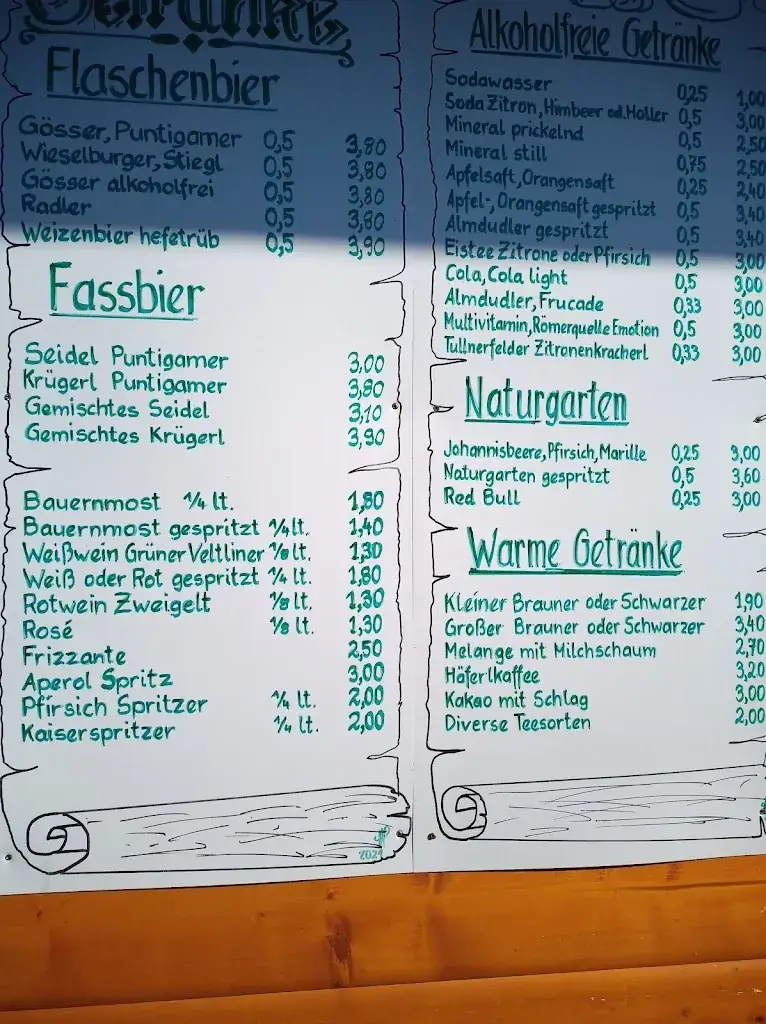 Getränke
Flaschenbier
Gösser, Puntigamer 0,5 3,80
Wieselburger, Stiegl 0,5 3,80
Gösser alkoholfrei 0,5 3,80
Radler 0,5 3,80
Weizenbier hefetrüb 0,5 3,90
Fassbier
Seidel Puntigamer 3,00
Krügerl Puntigamer 3,80
Gemischtes Seidel 3,10
Gemischtes Krügerl 3,90
Bauernmost 1/4 lt. 1,80
Bauernmost gespritzt 1/4 lt. 1,40
Weißwein Grüner Veltliner 1/8 lt. 1,30
Weiß oder Rot gespritzt 1/4 lt. 1,80
Rotwein Zweigelt 1/8 lt. 1,30
Rosé 1/8 lt. 1,30
Frizzante 2,50
Aperol Spritz 3,00
Pfirsich Spritzer 1/4 lt. 2,00
Kaiserspritzer 1/4 lt. 2,00
Alkoholfreie Getränke
Sodawasser 0,25 1,00
Soda Zitron, Himbeer od. Holler 0,5 3,00
Mineral prickelnd 0,5 2,50
Mineral still 0,75 2,50
Apfelsaft, Orangensaft 0,25 2,40
Apfel-, Orangensaft gespritzt 0,5 3,40
Almdudler gespritzt 0,5 3,40
Eistee Zitrone oder Pfirsich 0,5 3,00
Cola, Cola light 0,5 3,00
Almdudler, Frucade 0,33 3,00
Multivitamin, Römerquelle Emotion 0,5 3,00
Tullnerfelder Zitronenkracherl 0,33 3,00
Naturgarten
Johannisbeere, Pfirsich, Marille 0,25 3,00
Naturgarten gespritzt 0,5 3,60
Red Bull 0,25 3,00
Warme Getränke
Kleiner Brauner oder Schwarzer 1,90
Großer Brauner oder Schwarzer 3,40
Melange mit Milchschaum 2,70
Häferlkaffee 3,20
Kakao mit Schlag 3,00
Diverse Teesorten 2,00